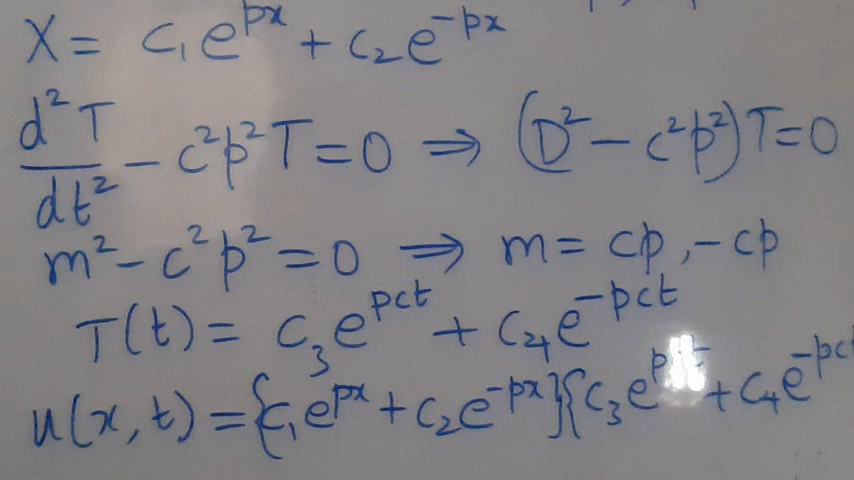 X = c₁e^{px} + c₂e^{-px}
d²T/dt² - c²p²T = 0 ⇒ (D² - c²p²)T = 0
m² - c²p² = 0 ⇒ m = cp, -cp
T(t) = c₃e^{pct} + c₄e^{-pct}
u(x,t) = {c₁e^{px} + c₂e^{-px}}{c₃e^{p t} + c₄e^{-pc